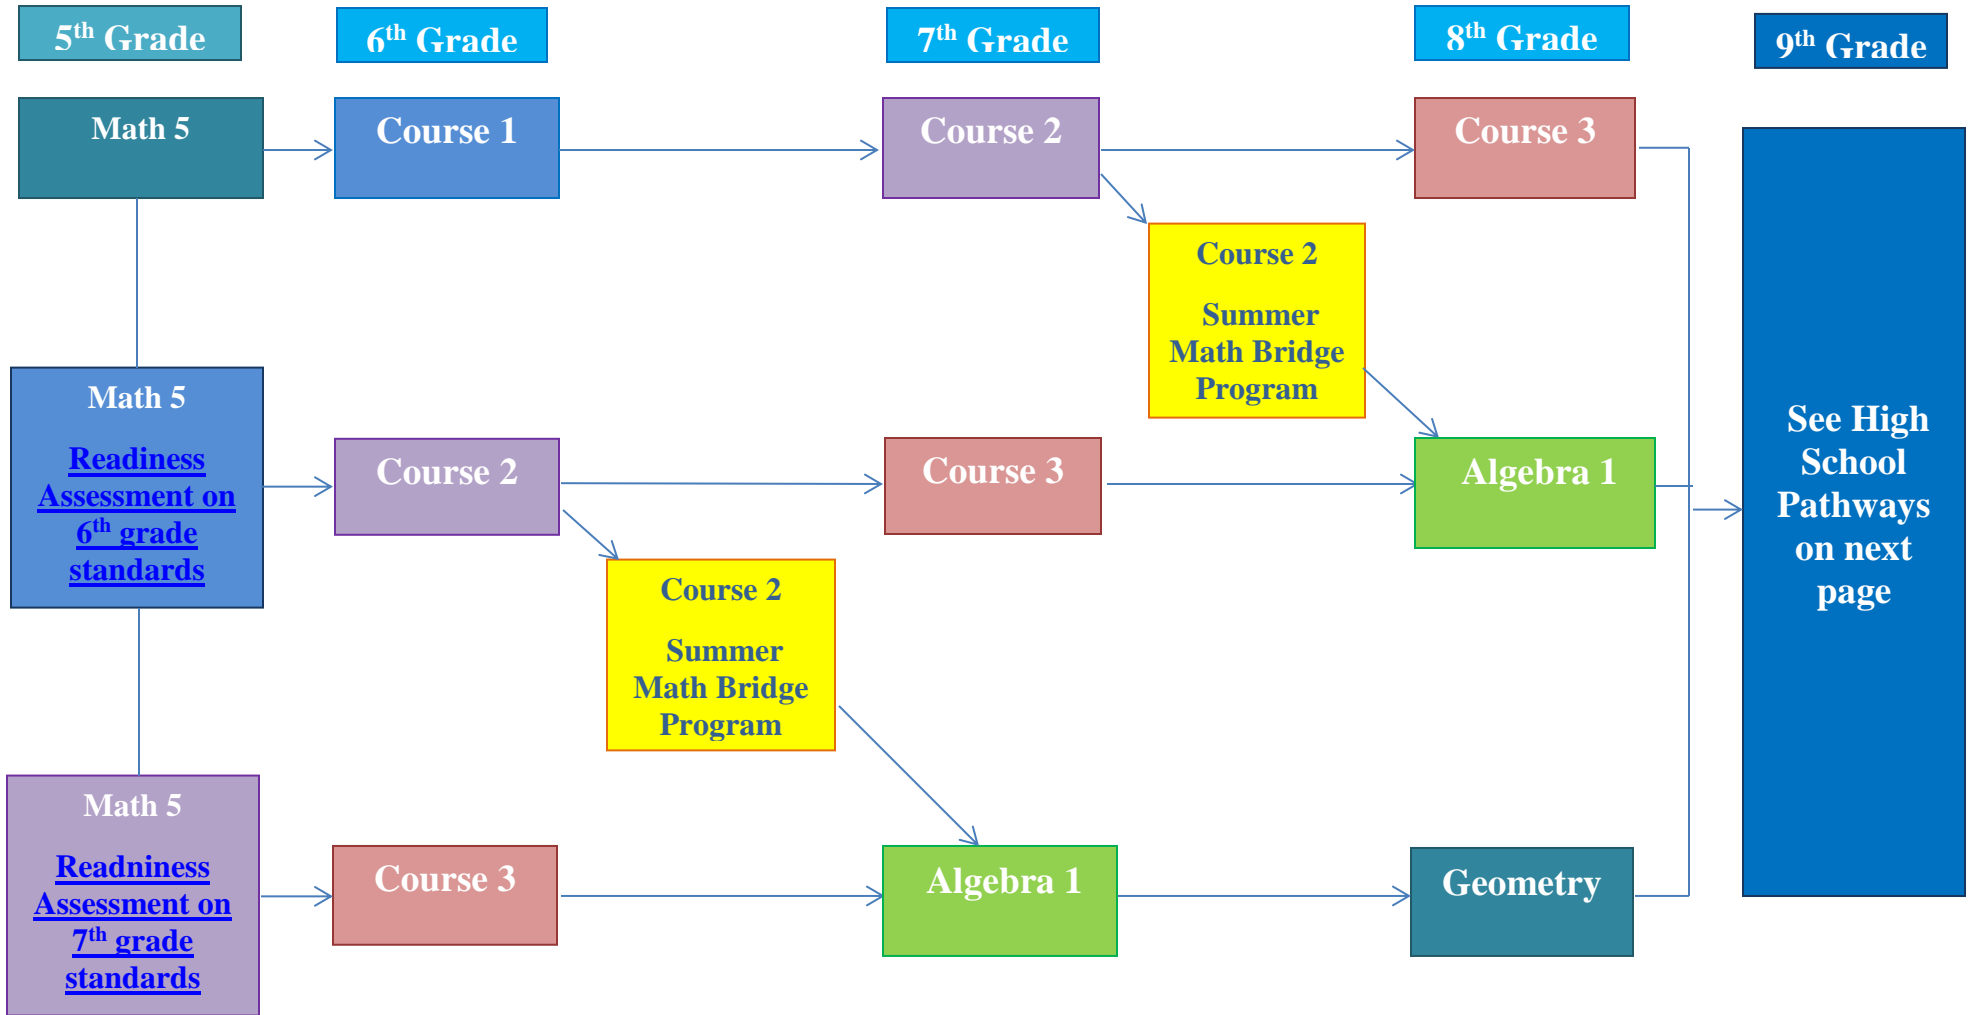 5th Grade
6th Grade
7th Grade
8th Grade
9th Grade
Math 5
Course 1
Course 2
Course 3
Course 2
Summer
Math Bridge
Program
Math 5
Readiness
Assessment on
6th grade
standards
Course 2
Course 3
Algebra 1
See High
School
Pathways
on next
page
Course 2
Summer
Math Bridge
Program
Math 5
Readniness
Assessment on
7th grade
standards
Course 3
Algebra 1
Geometry